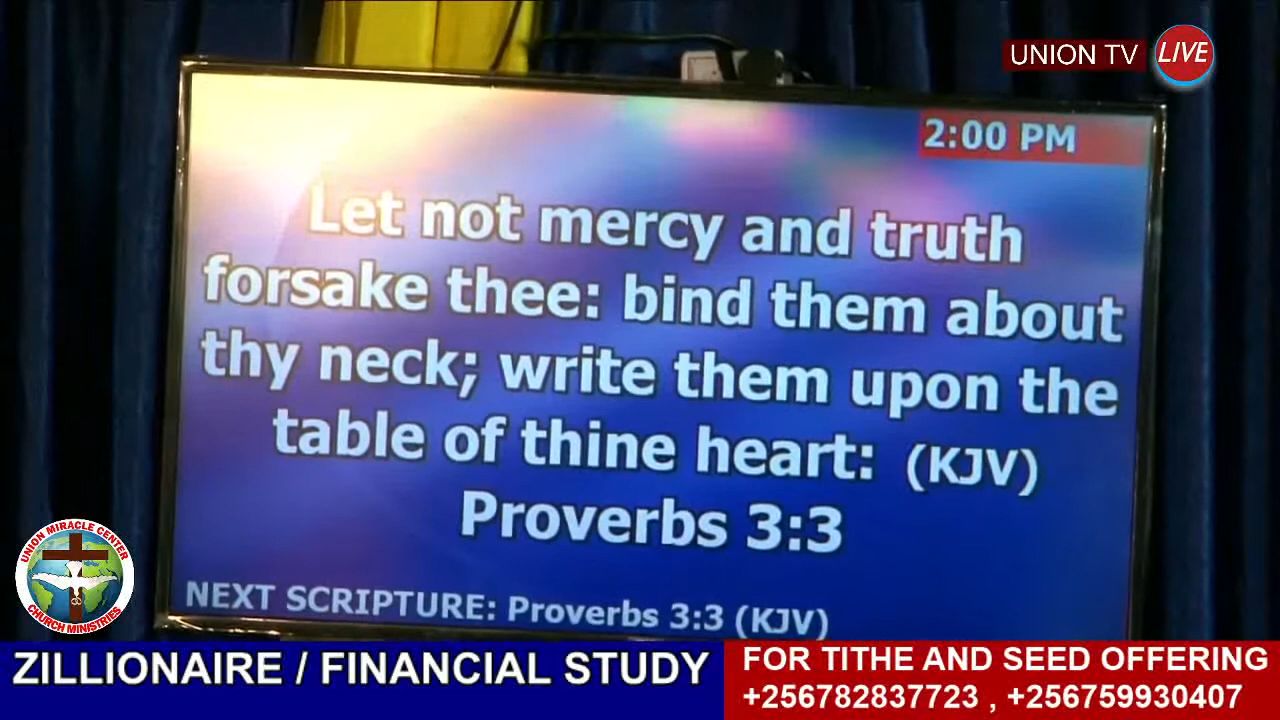 UNION TV LIVE
2:00 PM
Let not mercy and truth
forsake thee: bind them about
thy neck; write them upon the
table of thine heart: (KJV)
Proverbs 3:3
NEXT SCRIPTURE: Proverbs 3:3 (KJV)
UNION MIRACLE CENTER
CHURCH MINISTRIES
ZILLIONAIRE / FINANCIAL STUDY
FOR TITHE AND SEED OFFERING
+256782837723 , +256759930407